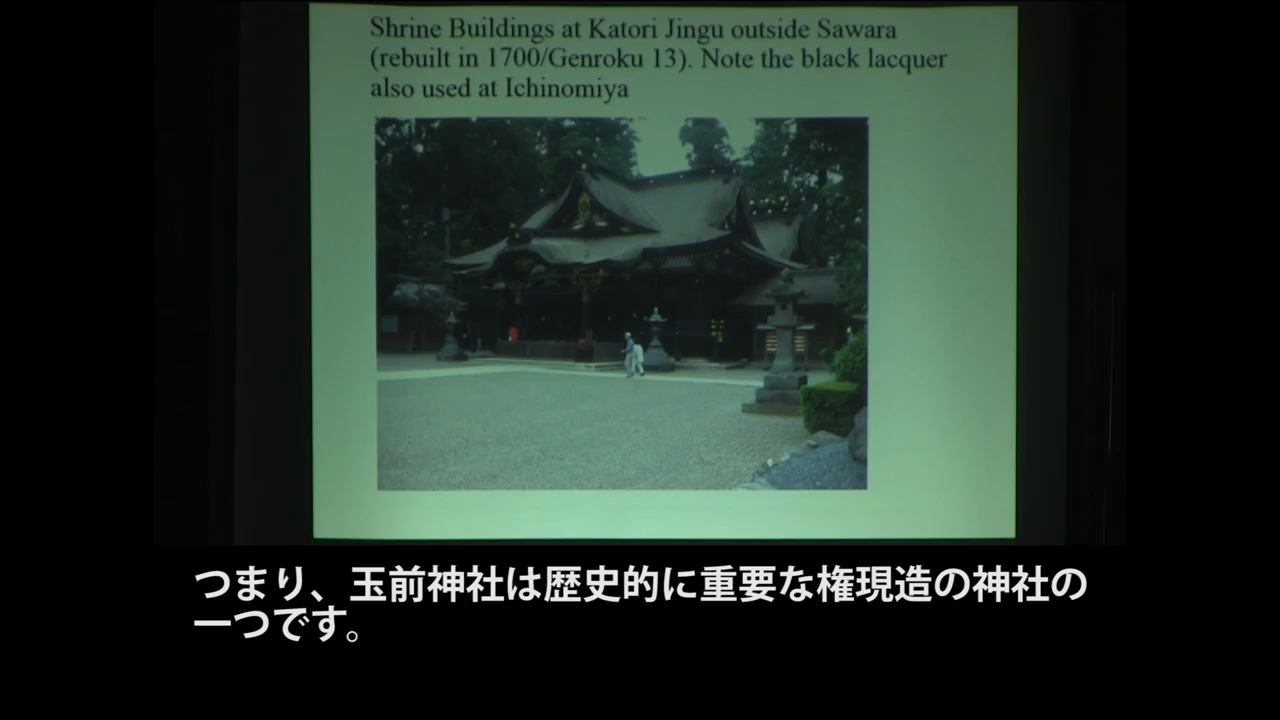 Shrine Buildings at Katori Jingu outside Sawara
(rebuilt in 1700/Genroku 13). Note the black lacquer
also used at Ichinomiya
つまり、玉前神社は歴史的に重要な権現造の神社の
一つです。